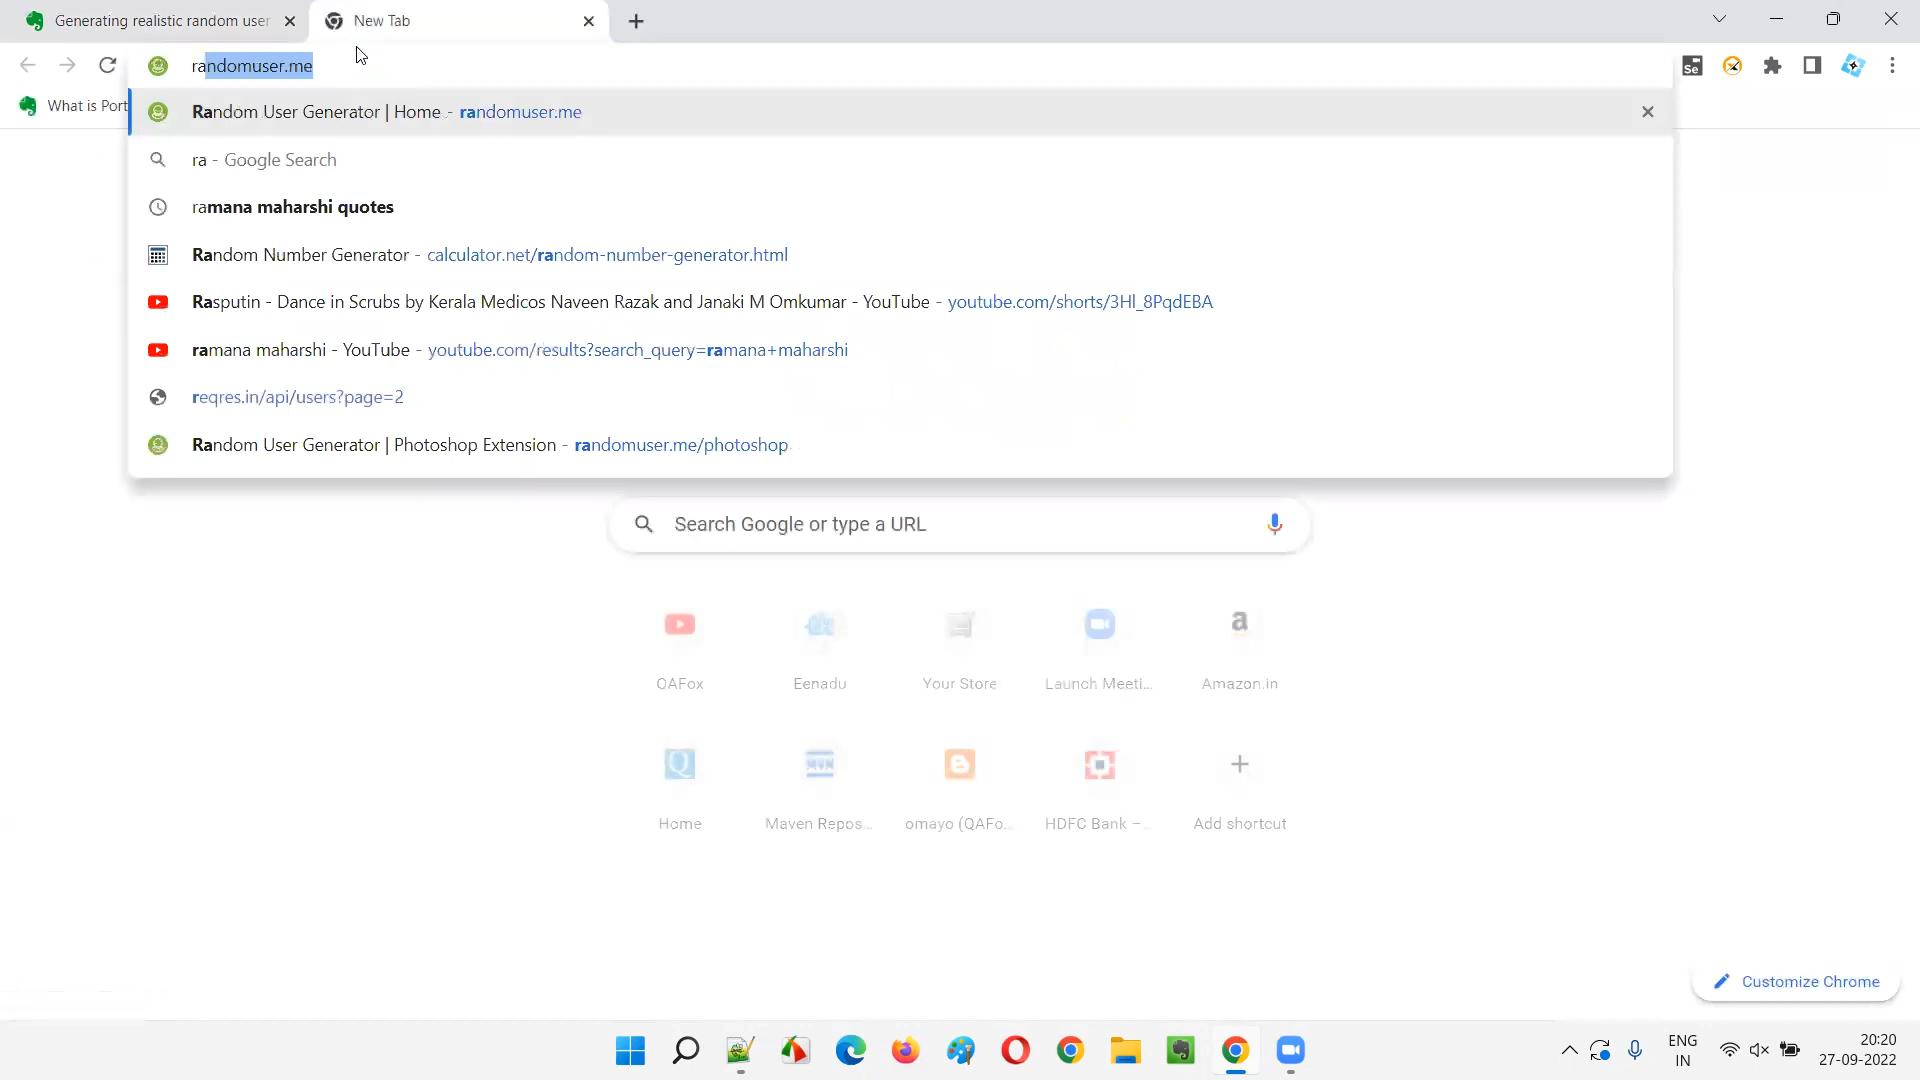 Generating realistic random user
New Tab
randomuser.me
What is Port
Random User Generator | Home - randomuser.me
ra - Google Search
ramana maharshi quotes
Random Number Generator - calculator.net/random-number-generator.html
Rasputin - Dance in Scrubs by Kerala Medicos Naveen Razak and Janaki M Omkumar - YouTube - youtube.com/shorts/3Hl_8PqdEBA
ramana maharshi - YouTube - youtube.com/results?search_query=ramana+maharshi
reqres.in/api/users?page=2
Random User Generator | Photoshop Extension - randomuser.me/photoshop
Search Google or type a URL
QAFox
Eenadu
Your Store
Launch Meeti...
Amazon.in
Home
Maven Repos...
omayo (QAFo...
HDFC Bank – ...
Add shortcut
Customize Chrome
ENG
IN
20:20
27-09-2022